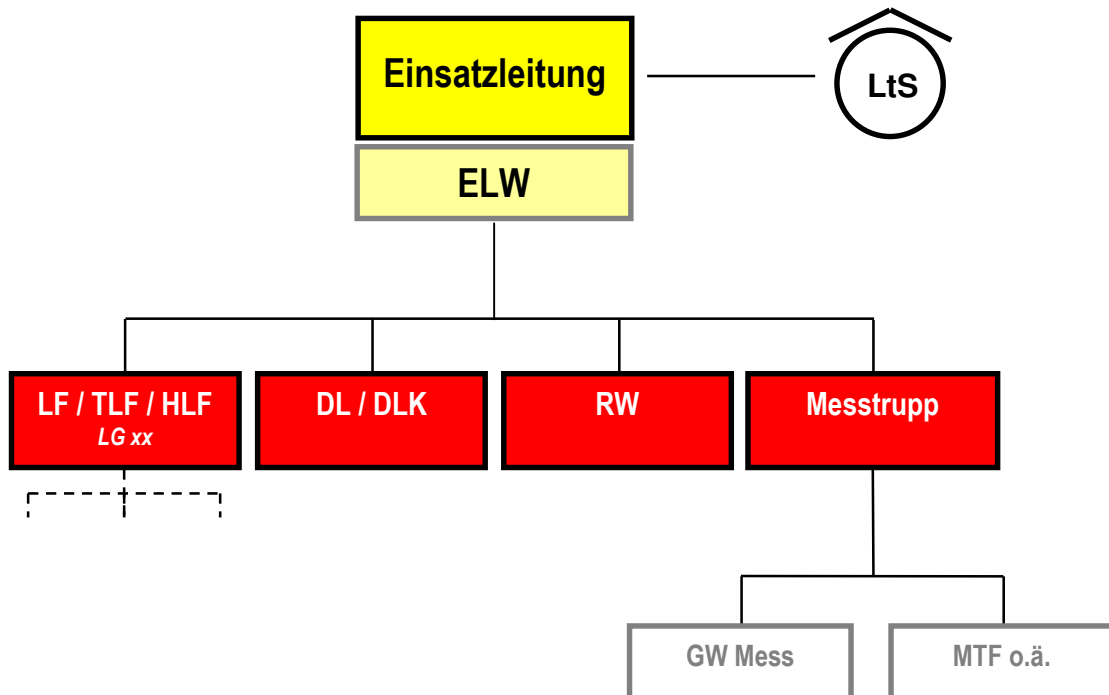 Einsatzleitung
LtS
ELW
LF / TLF / HLF
LG xx
DL / DLK
RW
Messtrupp
GW Mess
MTF o.ä.